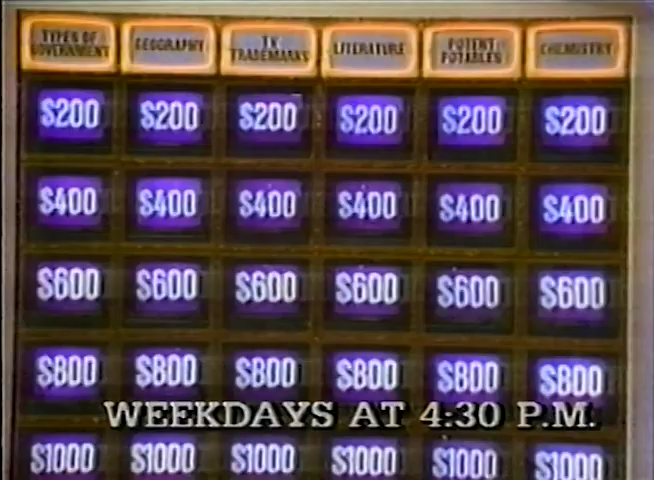 TYPES OF GOVERNMENT GEOGRAPHY TV TRADEMARKS LITERATURE POTENT POTABLES CHEMISTRY
$200 $200 $200 $200 $200 $200
$400 $400 $400 $400 $400 $400
$600 $600 $600 $600 $600 $600
$800 $800 $800 $800 $800 $800
WEEKDAYS AT 4:30 P.M.
$1000 $1000 $1000 $1000 $1000 $1000